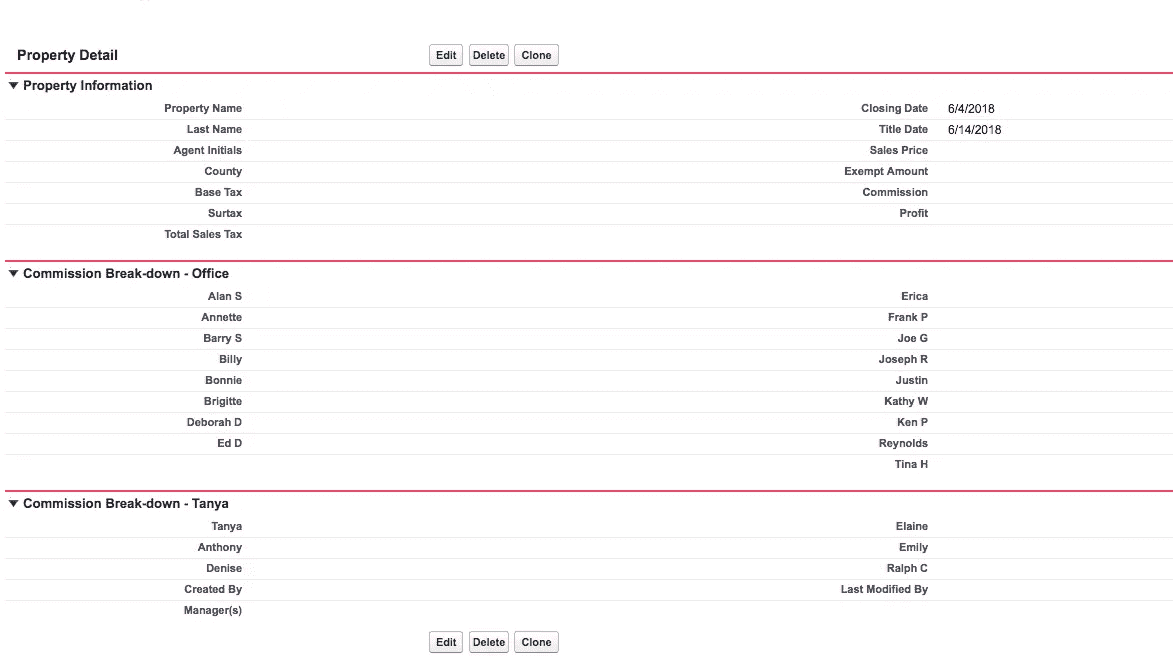 Property Detail Edit Delete Clone
Property Information
Property Name Closing Date 6/4/2018
Last Name Title Date 6/14/2018
Agent Initials Sales Price
County Exempt Amount
Base Tax Commission
Surtax Profit
Total Sales Tax
Commission Break-down - Office
Alan S Erica
Annette Frank P
Barry S Joe G
Billy Joseph R
Bonnie Justin
Brigitte Kathy W
Deborah D Ken P
Ed D Reynolds
Tina H
Commission Break-down - Tanya
Tanya Elaine
Anthony Emily
Denise Ralph C
Created By Last Modified By
Manager(s)
Edit Delete Clone